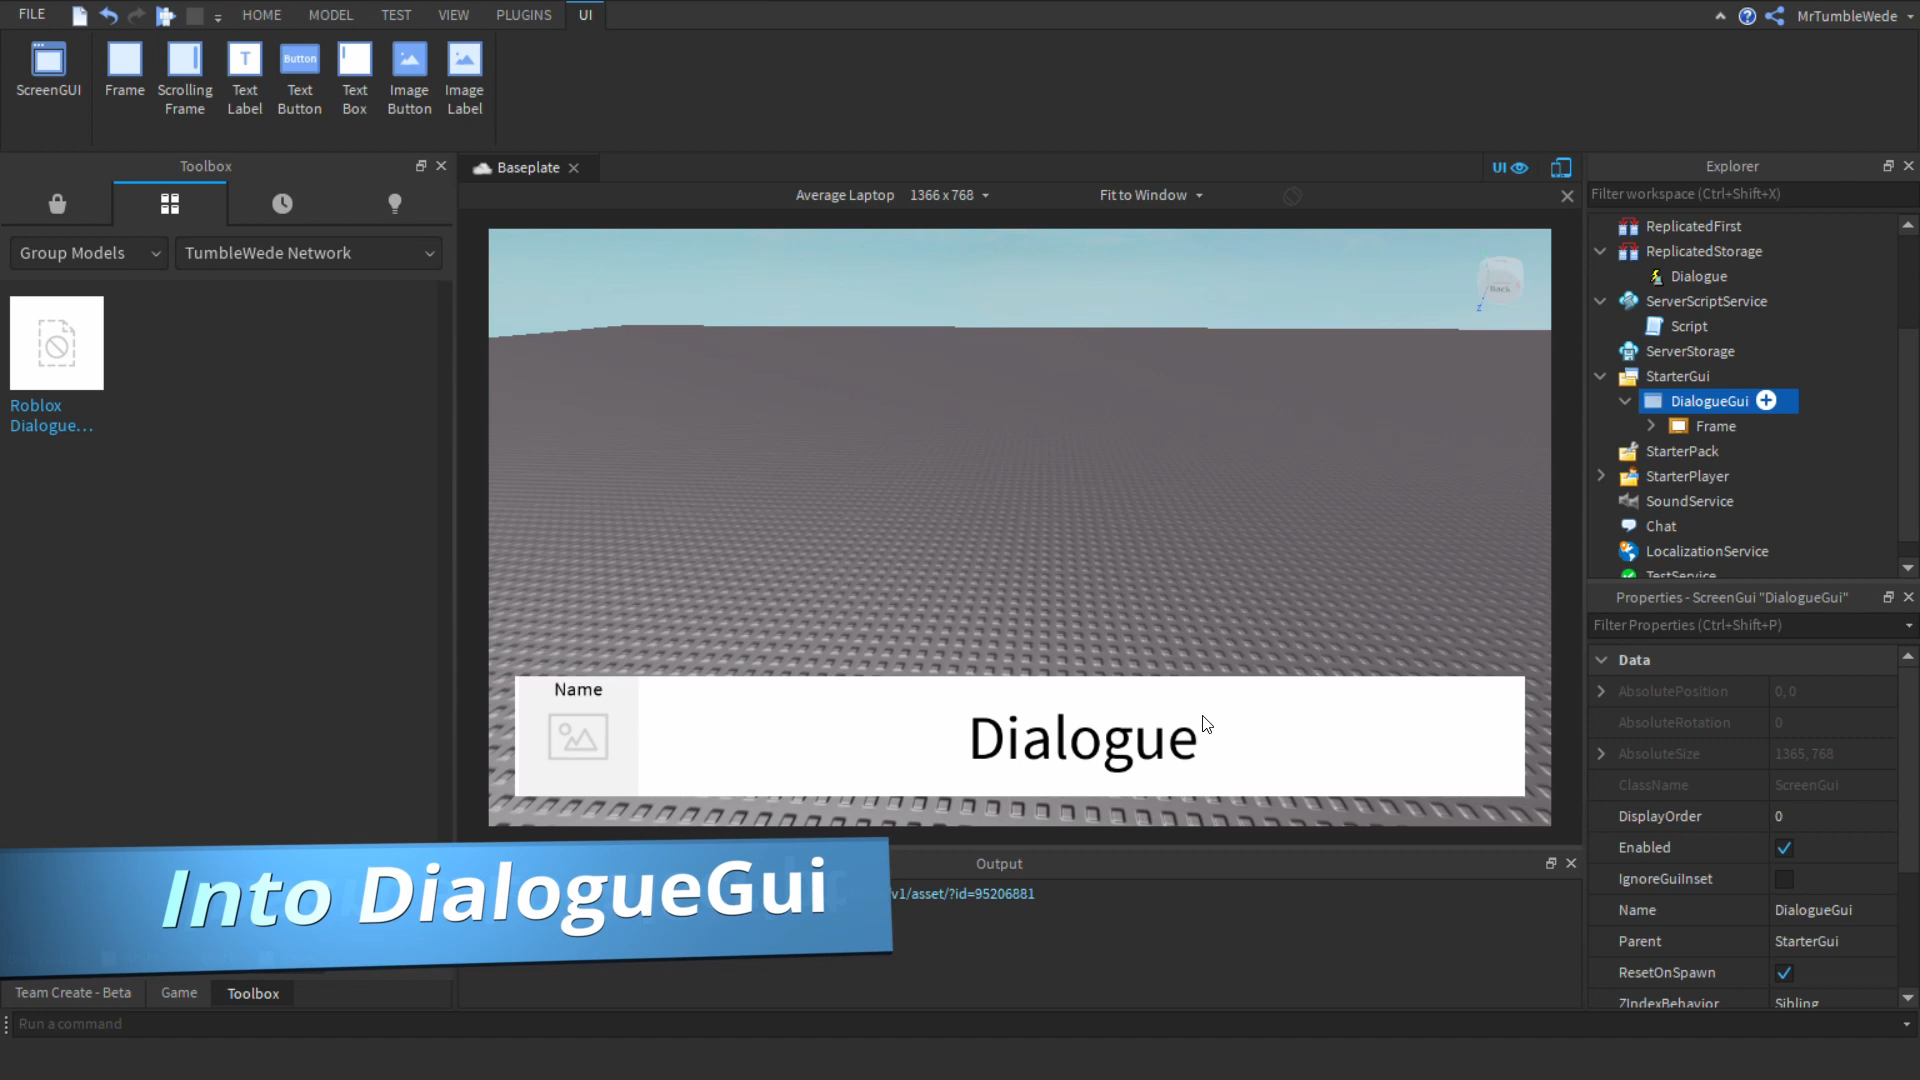 FILE
HOME
MODEL
TEST
VIEW
PLUGINS
UI
MrTumbleWede
ScreenGUI
Frame
Scrolling
Frame
T
Text
Label
Button
Text
Button
Text
Box
Image
Button
Image
Label
Toolbox
Group Models
TumbleWede Network
Roblox
Dialogue...
Baseplate
UI
Average Laptop
1366 x 768
Fit to Window
Back
Z
Name
Dialogue
Output
v1/asset/?id=95206881
Into DialogueGui
Explorer
Filter workspace (Ctrl+Shift+X)
ReplicatedFirst
ReplicatedStorage
Dialogue
ServerScriptService
Script
ServerStorage
StarterGui
DialogueGui
Frame
StarterPack
StarterPlayer
SoundService
Chat
LocalizationService
TestService
Properties - ScreenGui "DialogueGui"
Filter Properties (Ctrl+Shift+P)
Data
AbsolutePosition 0, 0
AbsoluteRotation 0
AbsoluteSize 1365, 768
ClassName ScreenGui
DisplayOrder 0
Enabled
IgnoreGuiInset
Name DialogueGui
Parent StarterGui
ResetOnSpawn
ZIndexBehavior Sibling
Team Create - Beta
Game
Toolbox
Run a command